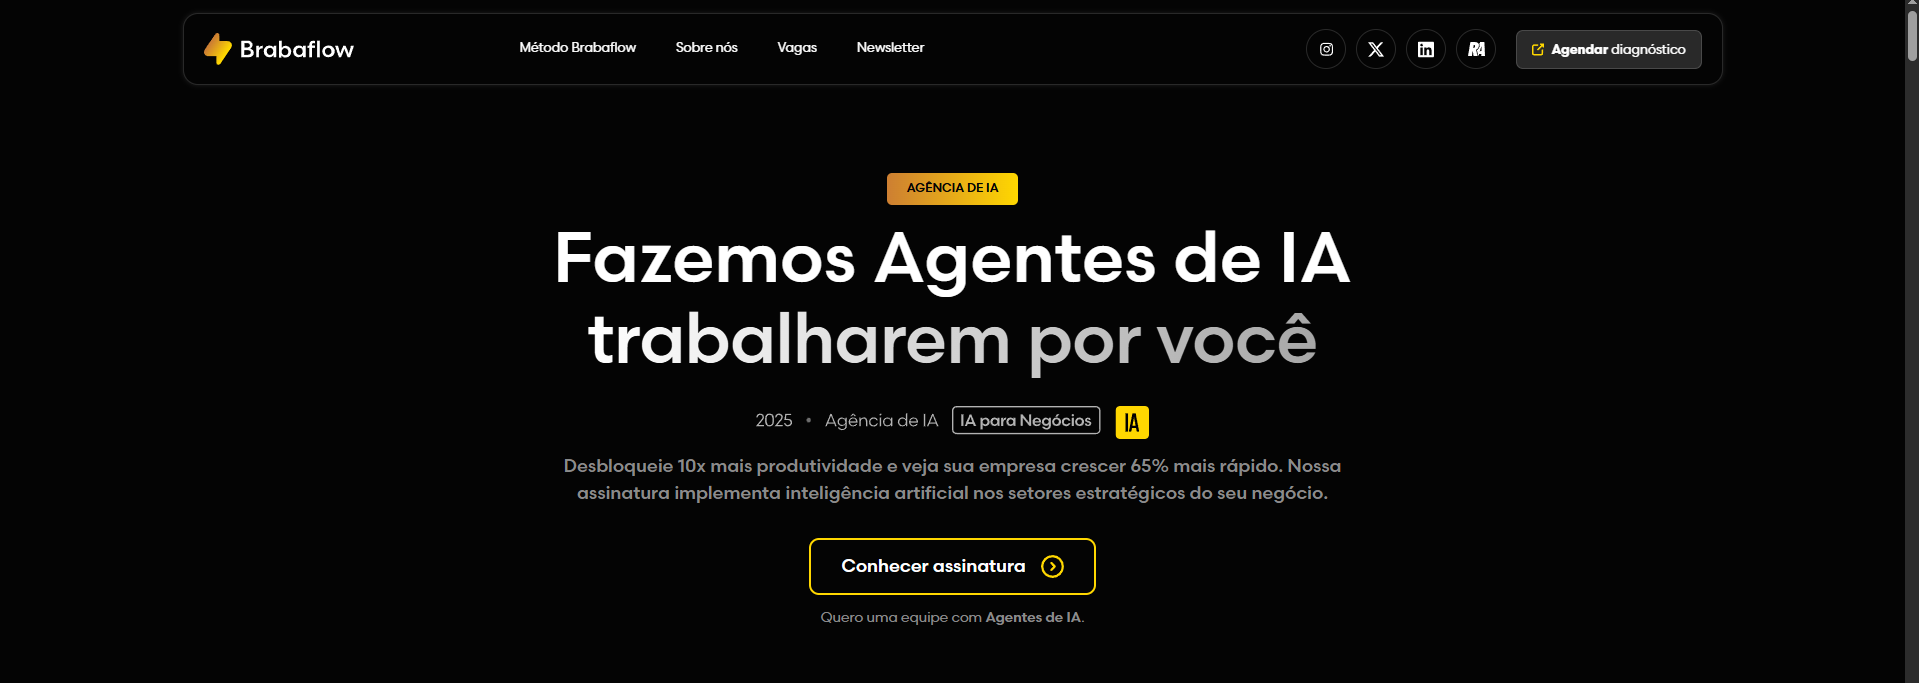 Brabaflow
Método Brabaflow
Sobre nós
Vagas
Newsletter
RA
Agendar diagnóstico
AGÊNCIA DE IA
Fazemos Agentes de IA
trabalharem por você
2025 • Agência de IA IA para Negócios IA
Desbloqueie 10x mais produtividade e veja sua empresa crescer 65% mais rápido. Nossa
assinatura implementa inteligência artificial nos setores estratégicos do seu negócio.
Conhecer assinatura
Quero uma equipe com Agentes de IA.